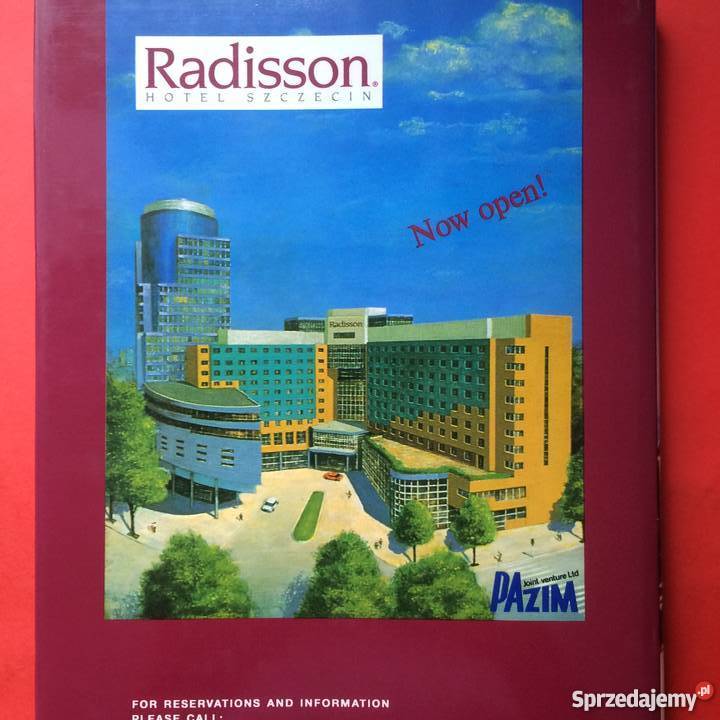 Radisson®
HOTEL SZCZECIN
Now open!
Radisson
Joint venture Ltd
PAZIM
FOR RESERVATIONS AND INFORMATION
PLEASE CALL:
Sprzedajemy.pl